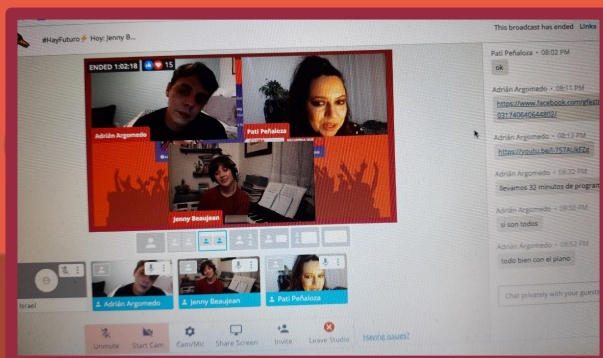 #HayFuturo⚡ Hoy: Jenny B...
This broadcast has ended Links
ENDED 1:02:18 15
Adrián Argomedo
Pati Peñaloza
Jenny Beaujean
Israel
Adrián Argomedo
Jenny Beaujean
Pati Peñaloza
Unmute
Start Cam
Cam/Mic
Share Screen
Invite
Leave Studio
Having issues?
Pati Peñaloza • 08:02 PM
ok
Adrián Argomedo • 08:11 PM
Adrián Argomedo • 08:13 PM
Adrián Argomedo • 08:32 PM
llevamos 32 minutos de program
Adrián Argomedo • 08:50 PM
si son todos
Adrián Argomedo • 08:52 PM
todo bien con el piano
Chat privately with your guests